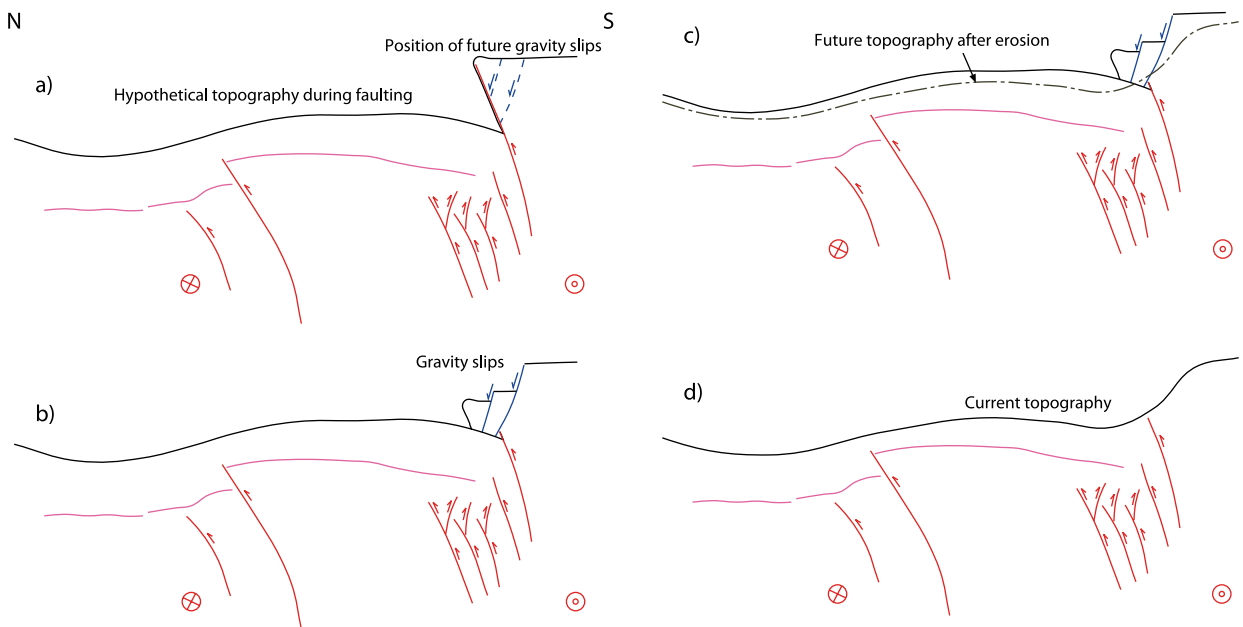 N
S
a)
Position of future gravity slips
Hypothetical topography during faulting
c)
Future topography after erosion
b)
Gravity slips
d)
Current topography